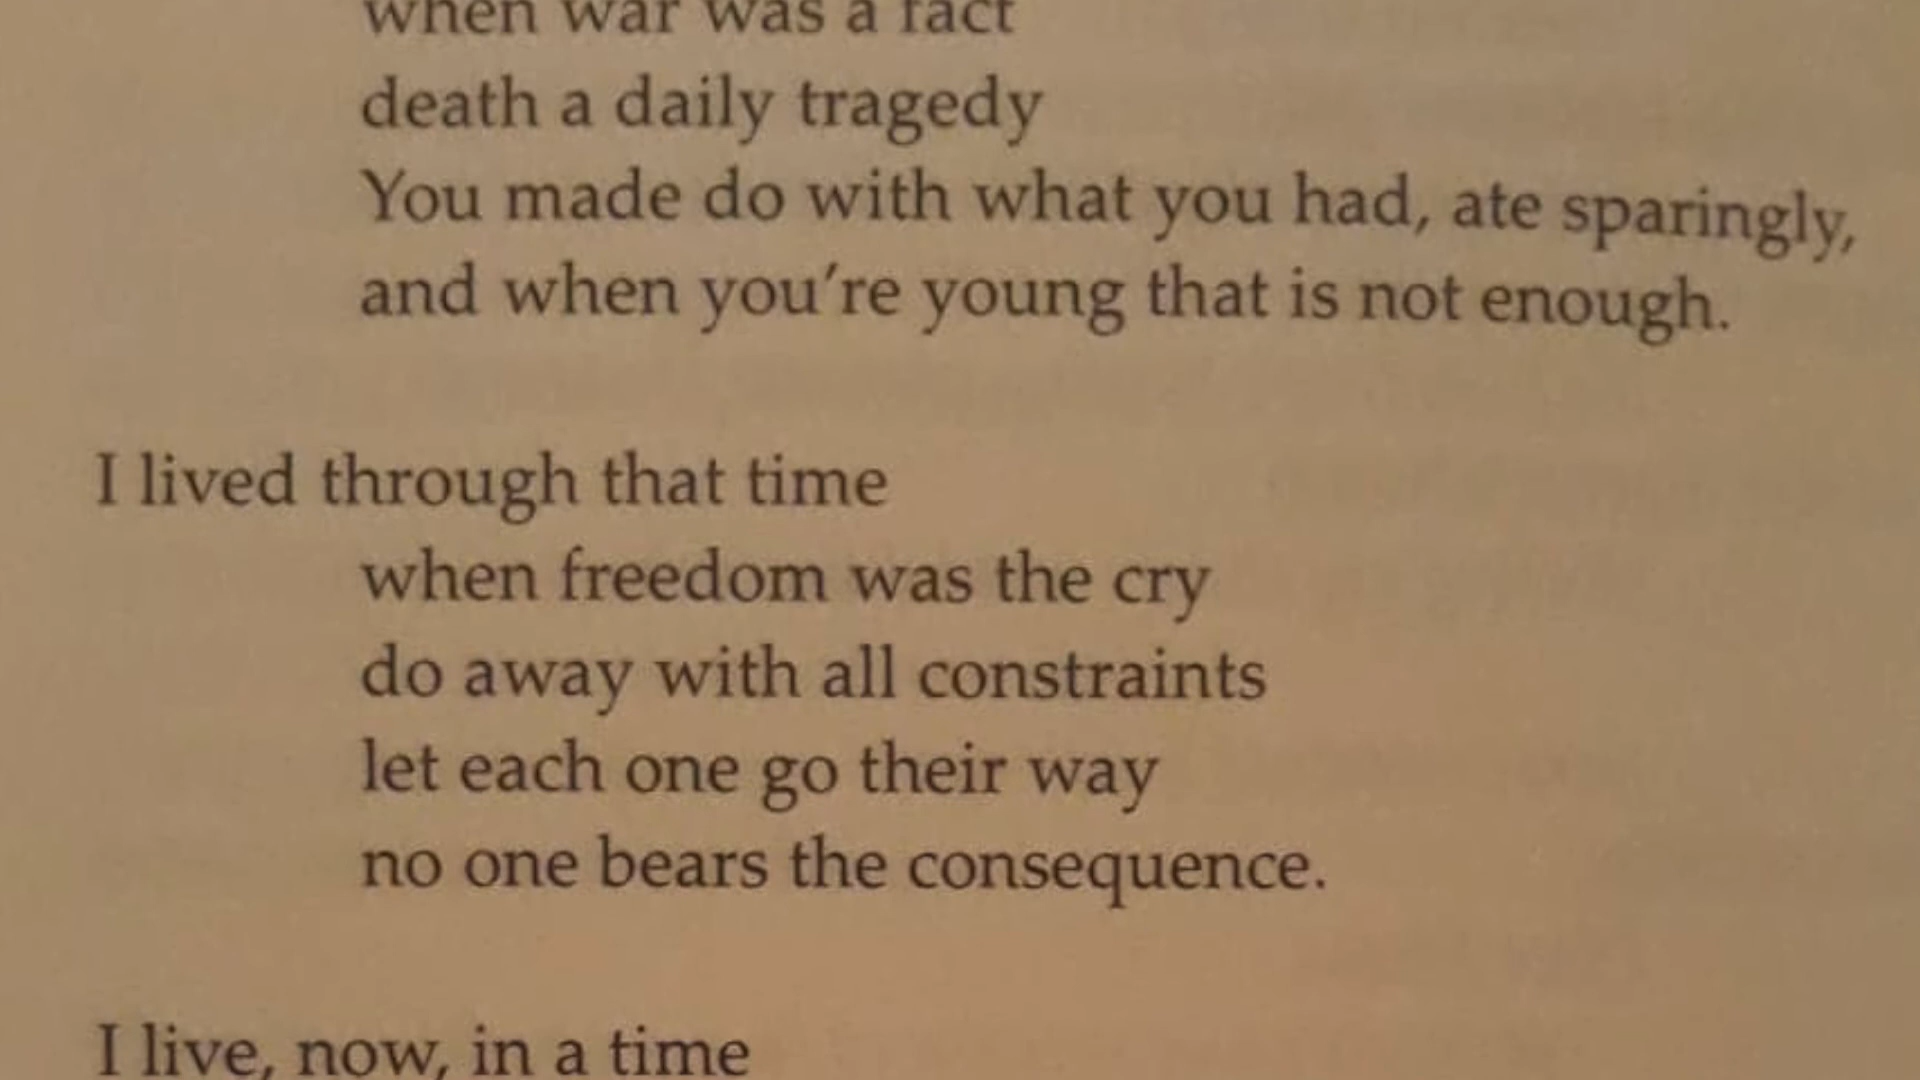 when war was a fact
death a daily tragedy
You made do with what you had, ate sparingly,
and when you're young that is not enough.
I lived through that time
when freedom was the cry
do away with all constraints
let each one go their way
no one bears the consequence.
I live, now, in a time